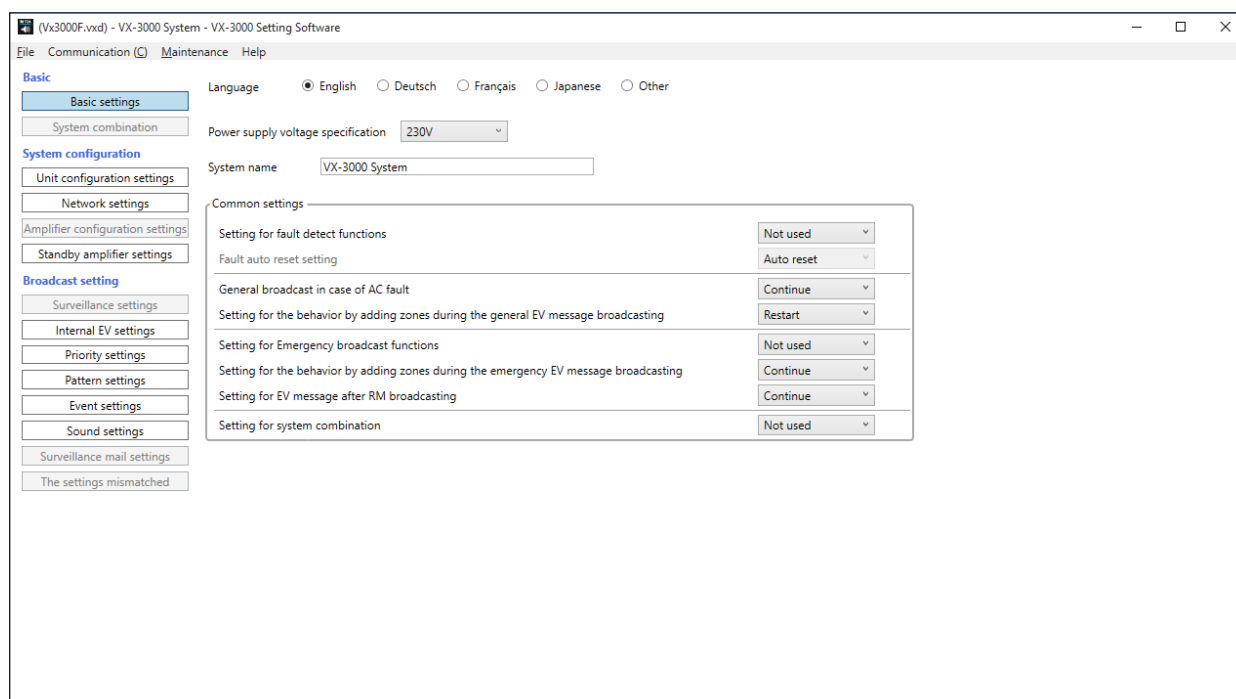 (Vx3000F.vxd) - VX-3000 System - VX-3000 Setting Software
File Communication (C) Maintenance Help
Basic
Basic settings
System combination
System configuration
Unit configuration settings
Network settings
Amplifier configuration settings
Standby amplifier settings
Broadcast setting
Surveillance settings
Internal EV settings
Priority settings
Pattern settings
Event settings
Sound settings
Surveillance mail settings
The settings mismatched
Language English Deutsch Français Japanese Other
Power supply voltage specification 230V
System name VX-3000 System
Common settings
Setting for fault detect functions Not used
Fault auto reset setting Auto reset
General broadcast in case of AC fault Continue
Setting for the behavior by adding zones during the general EV message broadcasting Restart
Setting for Emergency broadcast functions Not used
Setting for the behavior by adding zones during the emergency EV message broadcasting Continue
Setting for EV message after RM broadcasting Continue
Setting for system combination Not used